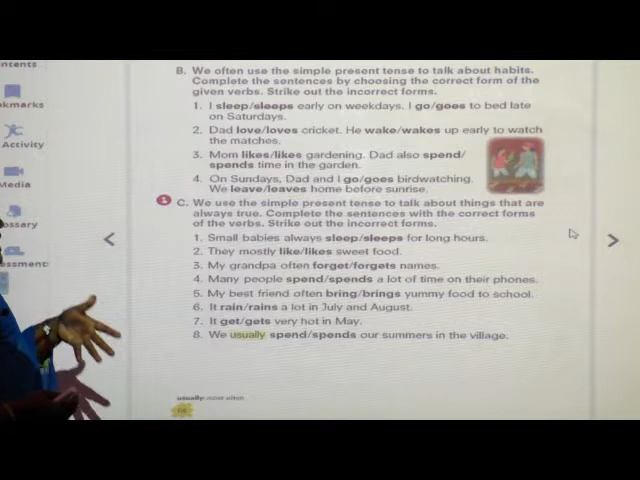 ntents
kmarks
Activity
Media
ossary
essment
B. We often use the simple present tense to talk about habits.
Complete the sentences by choosing the correct form of the
given verbs. Strike out the incorrect forms.
1. I sleep/sleeps early on weekdays. I go/goes to bed late
on Saturdays.
2. Dad love/loves cricket. He wake/wakes up early to watch
the matches.
3. Mom likes/likes gardening. Dad also spend/
spends time in the garden.
4. On Sundays, Dad and I go/goes birdwatching.
We leave/leaves home before sunrise.
C. We use the simple present tense to talk about things that are
always true. Complete the sentences with the correct forms
of the verbs. Strike out the incorrect forms.
1. Small babies always sleep/sleeps for long hours.
2. They mostly like/likes sweet food.
3. My grandpa often forget/forgets names.
4. Many people spend/spends a lot of time on their phones.
5. My best friend often bring/brings yummy food to school.
6. It rain/rains a lot in July and August.
7. It get/gets very hot in May.
8. We usually spend/spends our summers in the village.
usually: most often